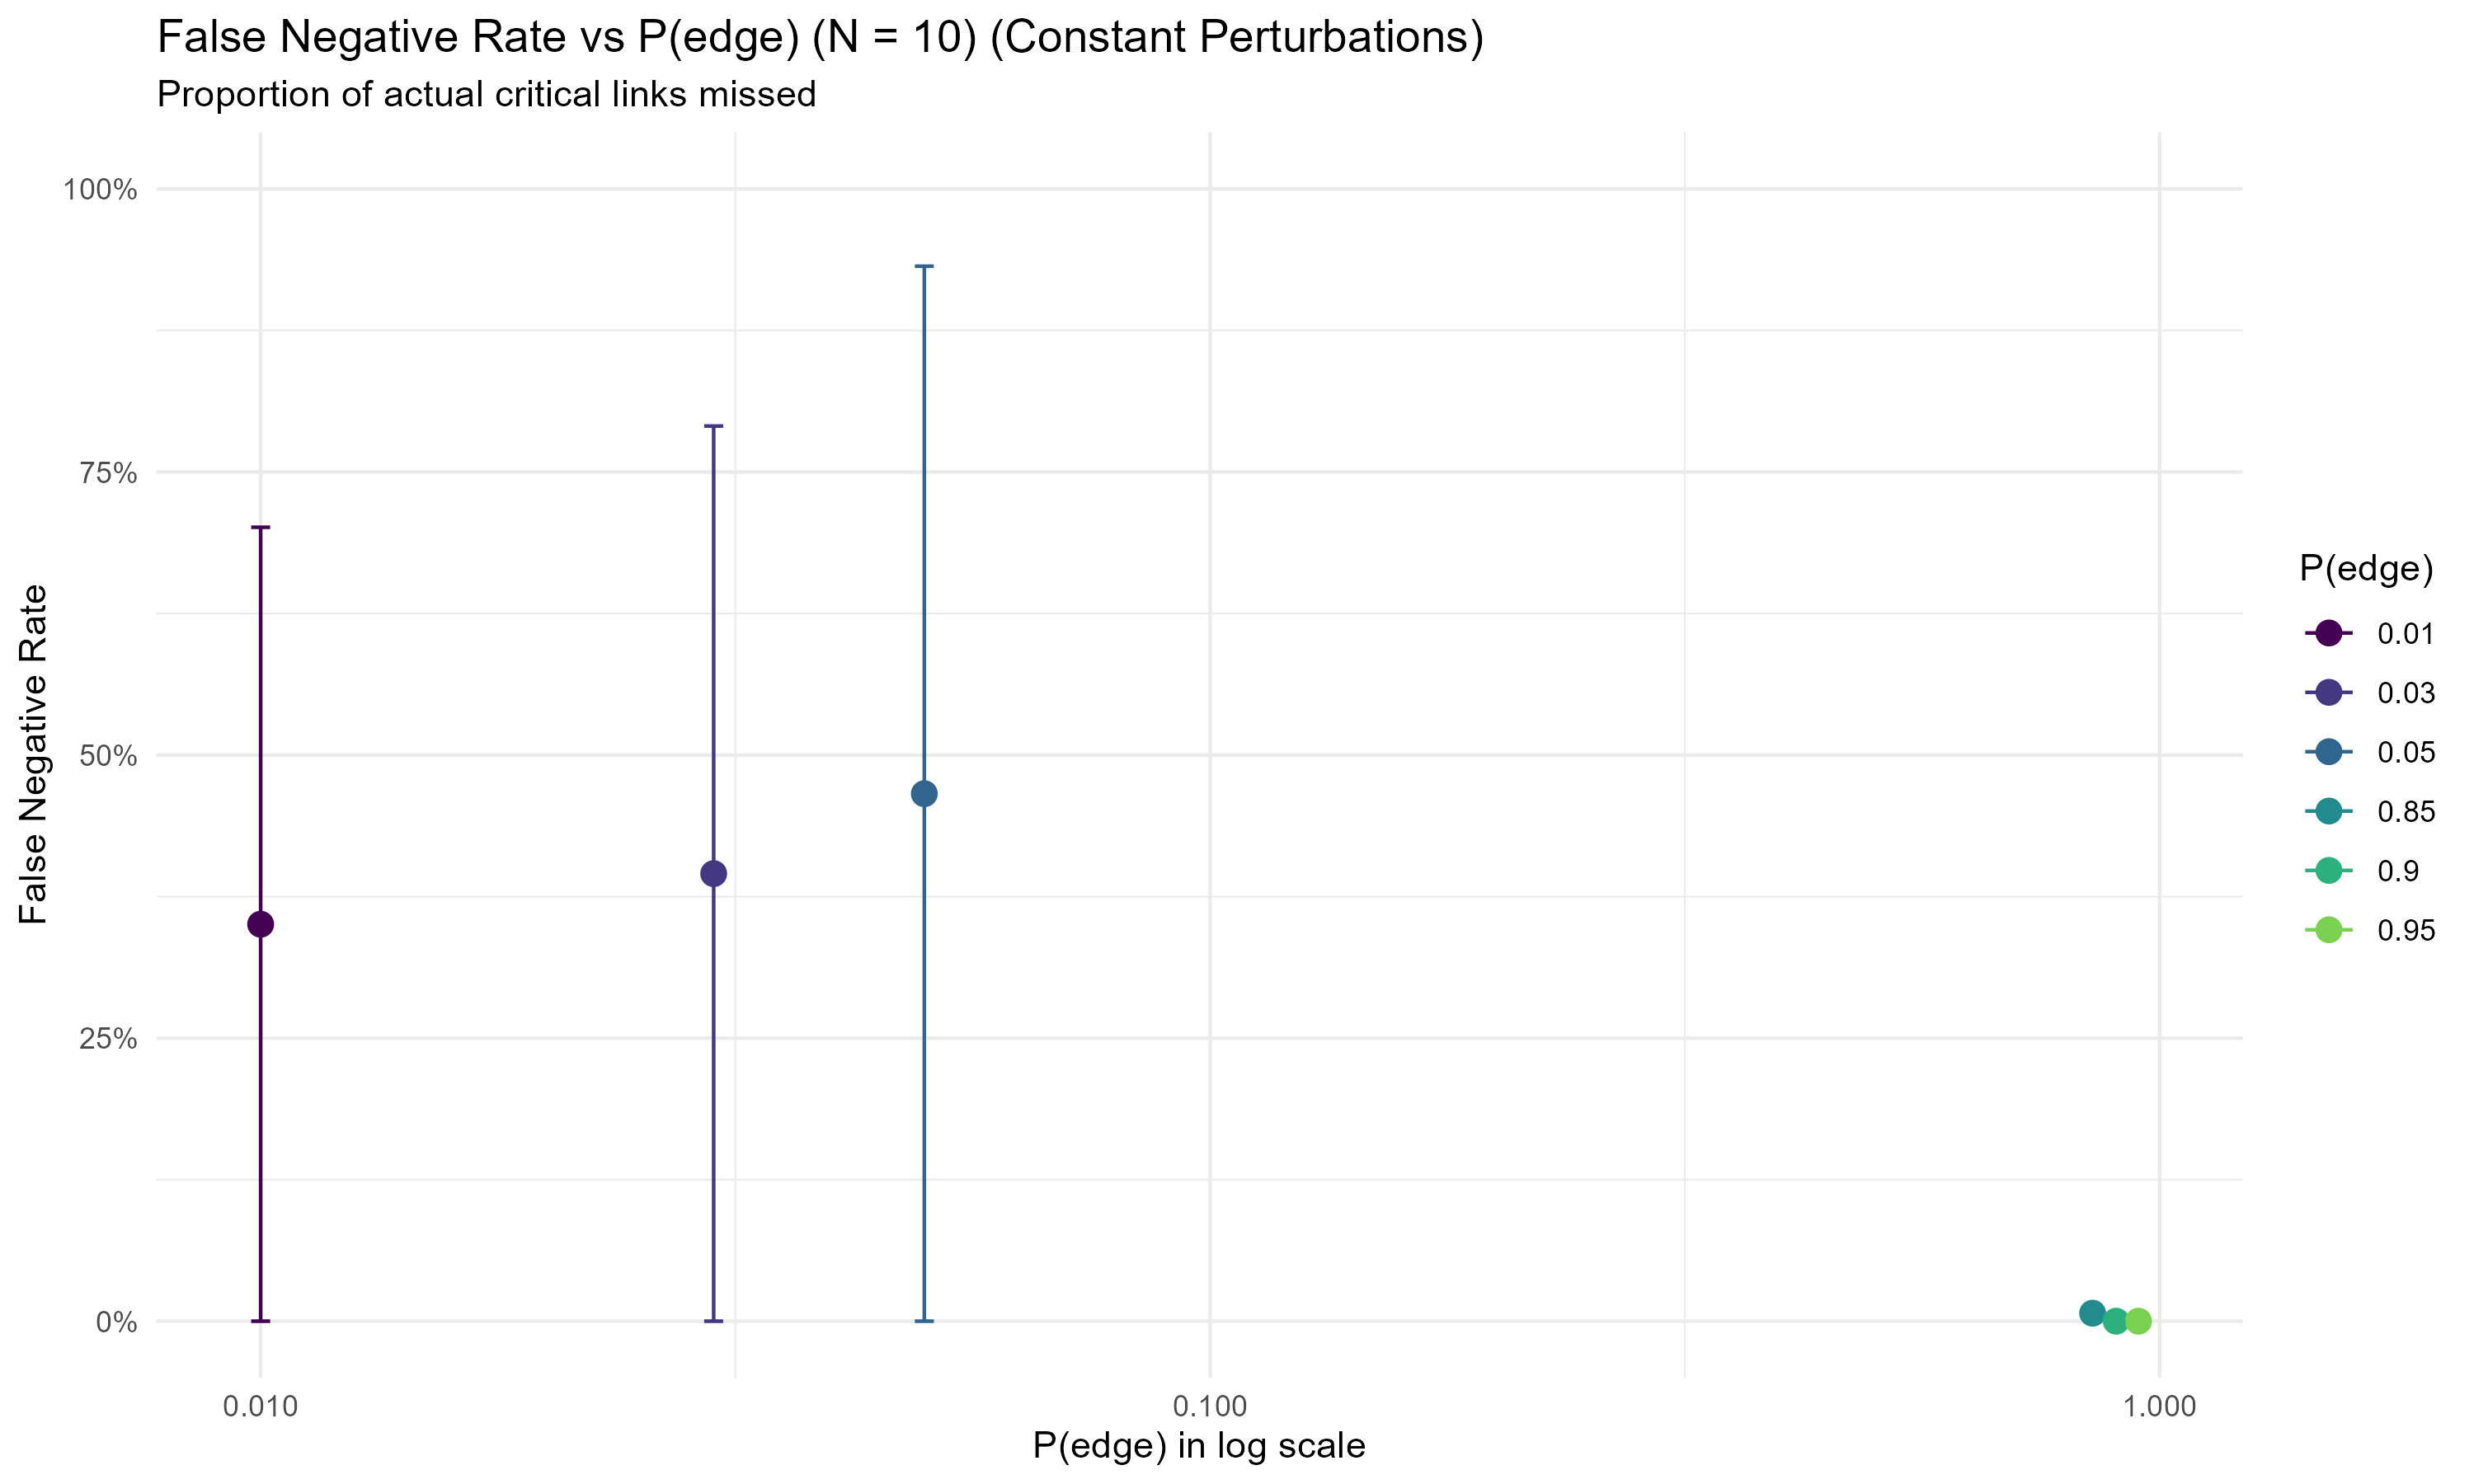 False Negative Rate vs P(edge) (N = 10) (Constant Perturbations)
Proportion of actual critical links missed
False Negative Rate
100%
75%
50%
25%
0%
0.010
0.100
1.000
P(edge) in log scale
P(edge)
0.01
0.03
0.05
0.85
0.9
0.95